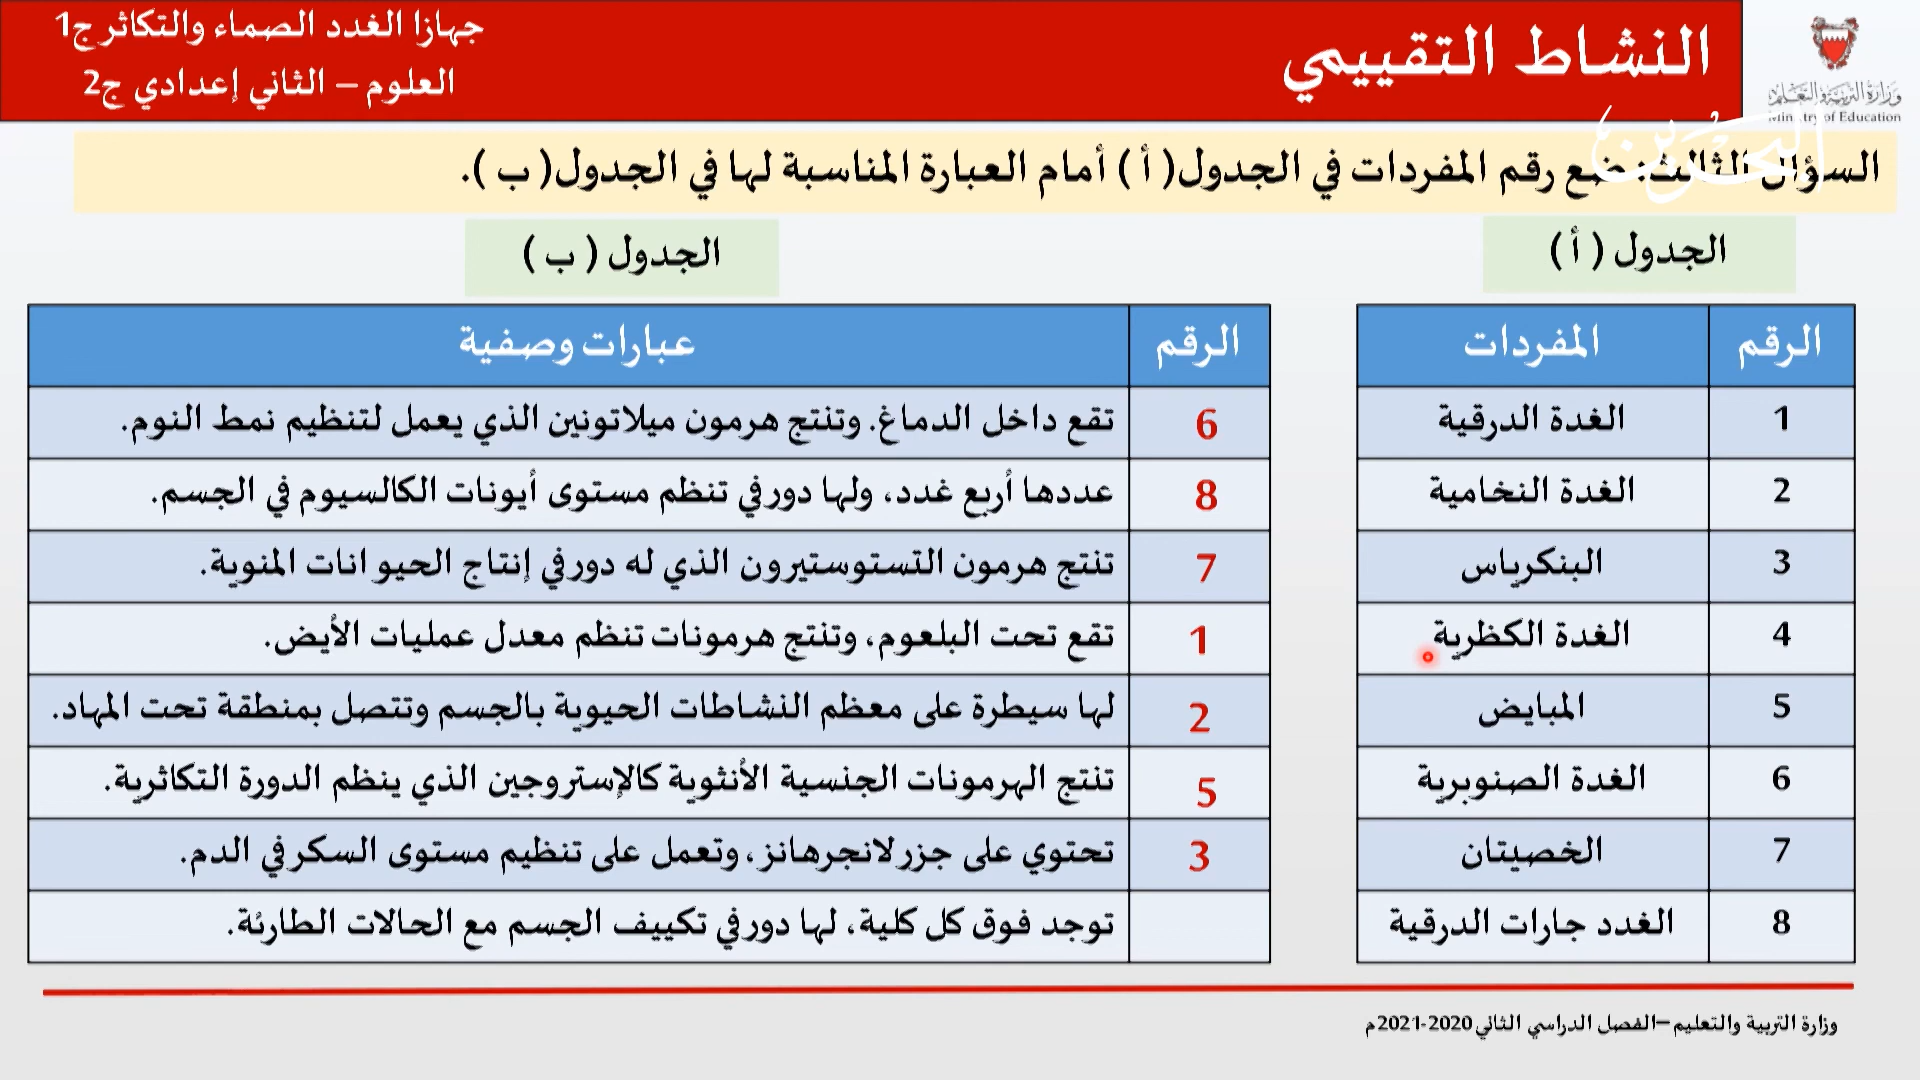 جهازا الغدد الصماء والتكاثر ج1
العلوم – الثاني إعدادي ج2
النشاط التقييمي
وزارة التربية والتعليم
Ministry of Education
البحرين
السؤال الثالث: ضع رقم المفردات في الجدول( أ ) أمام العبارة المناسبة لها في الجدول( ب ).
الجدول ( أ )
الرقم المفردات
1 الغدة الدرقية
2 الغدة النخامية
3 البنكرياس
4 الغدة الكظرية
5 المبايض
6 الغدة الصنوبرية
7 الخصيتان
8 الغدد جارات الدرقية
الجدول ( ب )
الرقم عبارات وصفية
6 تقع داخل الدماغ. وتنتج هرمون ميلاتونين الذي يعمل لتنظيم نمط النوم.
8 عددها أربع غدد، ولها دور في تنظم مستوى أيونات الكالسيوم في الجسم.
7 تنتج هرمون التستوستيرون الذي له دور في إنتاج الحيوانات المنوية.
1 تقع تحت البلعوم، وتنتج هرمونات تنظم معدل عمليات الأيض.
2 لها سيطرة على معظم النشاطات الحيوية بالجسم وتتصل بمنطقة تحت المهاد.
5 تنتج الهرمونات الجنسية الأنثوية كالإستروجين الذي ينظم الدورة التكاثرية.
3 تحتوي على جزر لانجرهانز، وتعمل على تنظيم مستوى السكر في الدم.
توجد فوق كل كلية، لها دور في تكييف الجسم مع الحالات الطارئة.
وزارة التربية والتعليم –الفصل الدراسي الثاني 2020-2021م